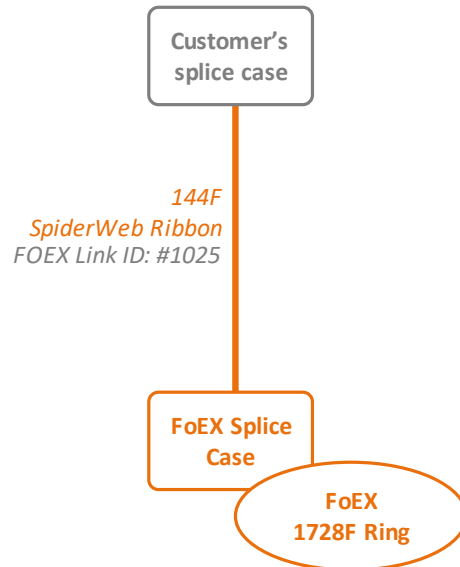 Customer's
splice case
144F
SpiderWeb Ribbon
FOEX Link ID: #1025
FoEX Splice
Case
FoEX
1728F Ring